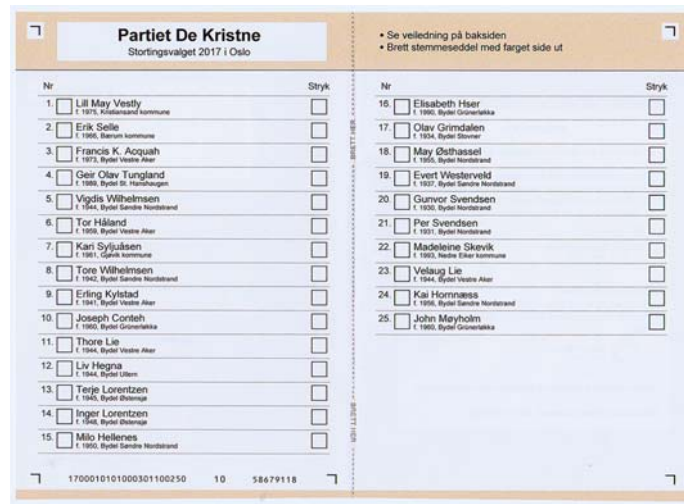 Partiet De Kristne
Stortingsvalget 2017 i Oslo
Nr Stryk
1. Lill May Vestly
f. 1975, Kristiansand kommune
2. Erik Selle
f. 1966, Bærum kommune
3. Francis K. Acquah
f. 1973, Bydel Vestre Aker
4. Geir Olav Tungland
f. 1989, Bydel St. Hanshaugen
5. Vigdis Wilhelmsen
f. 1944, Bydel Søndre Nordstrand
6. Tor Håland
f. 1959, Bydel Vestre Aker
7. Kari Syljuåsen
f. 1961, Gjøvik kommune
8. Tore Wilhelmsen
f. 1942, Bydel Søndre Nordstrand
9. Erling Kylstad
f. 1941, Bydel Vestre Aker
10. Joseph Conteh
f. 1960, Bydel Grünerløkka
11. Thore Lie
f. 1944, Bydel Vestre Aker
12. Liv Hegna
f. 1944, Bydel Ullern
13. Terje Lorentzen
f. 1945, Bydel Østensjø
14. Inger Lorentzen
f. 1948, Bydel Østensjø
15. Milo Hellenes
f. 1950, Bydel Søndre Nordstrand
1700010101000301100250 10 58679118
BRETT HER
BRETT HER
• Se veiledning på baksiden
• Brett stemmeseddel med farget side ut
Nr Stryk
16. Elisabeth Hser
f. 1990, Bydel Grünerløkka
17. Olav Grimdalen
f. 1934, Bydel Stovner
18. May Østhassel
f. 1955, Bydel Nordstrand
19. Evert Westerveld
f. 1937, Bydel Søndre Nordstrand
20. Gunvor Svendsen
f. 1930, Bydel Nordstrand
21. Per Svendsen
f. 1931, Bydel Nordstrand
22. Madeleine Skevik
f. 1993, Nedre Eiker kommune
23. Velaug Lie
f. 1944, Bydel Vestre Aker
24. Kai Hornnæss
f. 1956, Bydel Søndre Nordstrand
25. John Møyholm
f. 1960, Bydel Grünerløkka